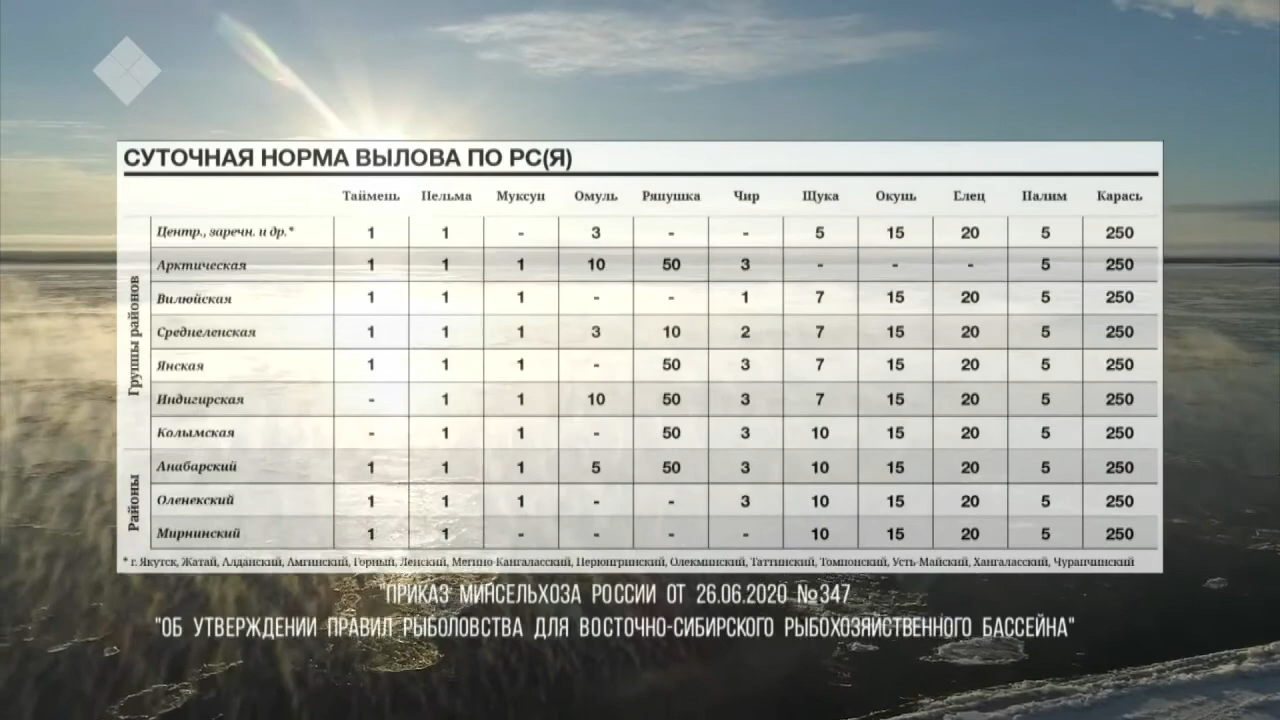 СУТОЧНАЯ НОРМА ВЫЛОВА ПО РС(Я)
Таймень Пельма Муксун Омуль Ряпушка Чир Щука Окунь Елец Палим Карась
Группы районов
Центр., заречн. и др.* 1 1 - 3 - - 5 15 20 5 250
Арктическая 1 1 1 10 50 3 - - - 5 250
Вилюйская 1 1 1 - - 1 7 15 20 5 250
Среднеленская 1 1 1 3 10 2 7 15 20 5 250
Янская 1 1 1 - 50 3 7 15 20 5 250
Индигирская - 1 1 10 50 3 7 15 20 5 250
Колымская - 1 1 - 50 3 10 15 20 5 250
Районы
Анабарский 1 1 1 5 50 3 10 15 20 5 250
Оленекский 1 1 1 - - 3 10 15 20 5 250
Мирнинский 1 1 - - - - 10 15 20 5 250
* г. Якутск, Жатай, Алданский, Амгинский, Горный, Ленский, Мегино-Кангаласский, Нерюнгринский, Олекминский, Таттинский, Томпонский, Усть-Майский, Хангаласский, Чурапчинский
"ПРИКАЗ МИНСЕЛЬХОЗА РОССИИ ОТ 26.06.2020 №347
"ОБ УТВЕРЖДЕНИИ ПРАВИЛ РЫБОЛОВСТВА ДЛЯ ВОСТОЧНО-СИБИРСКОГО РЫБОХОЗЯЙСТВЕННОГО БАССЕЙНА"